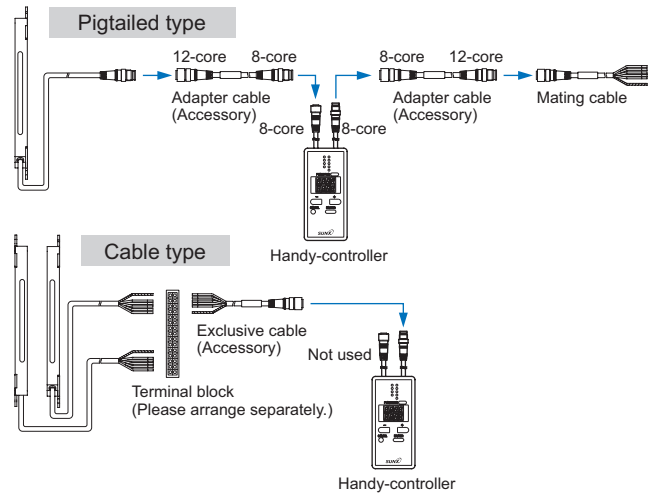 Pigtailed type
12-core
8-core
8-core
12-core
Adapter cable
(Accessory)
Adapter cable
(Accessory)
Mating cable
8-core
8-core
SUNX
Handy-controller
Cable type
Exclusive cable
(Accessory)
Not used
Terminal block
(Please arrange separately.)
SUNX
Handy-controller